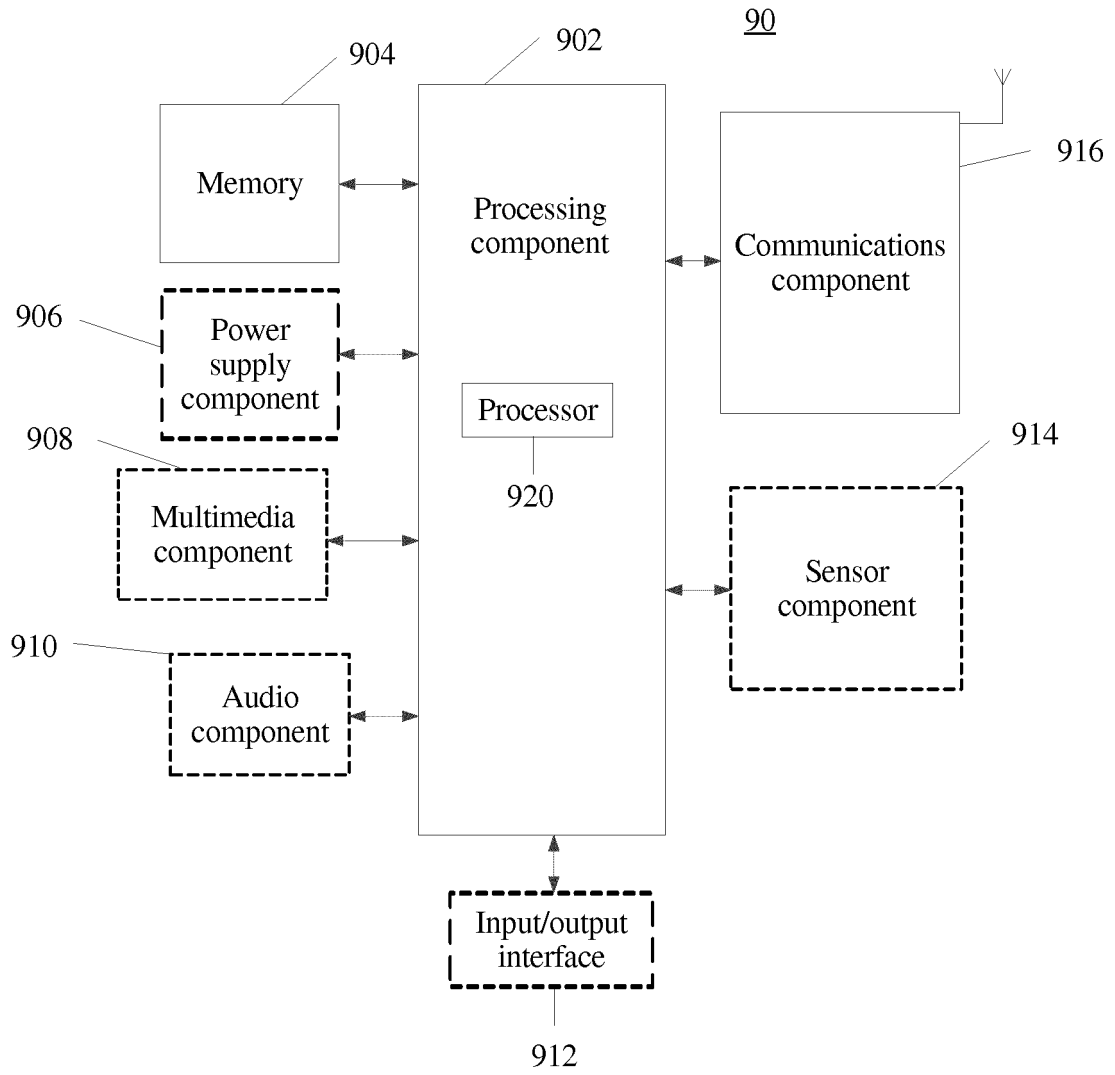 90
902
904
916
Memory
Processing
component
Communications
component
906
Power
supply
component
Processor
908
914
920
Multimedia
component
Sensor
component
910
Audio
component
Input/output
interface
912